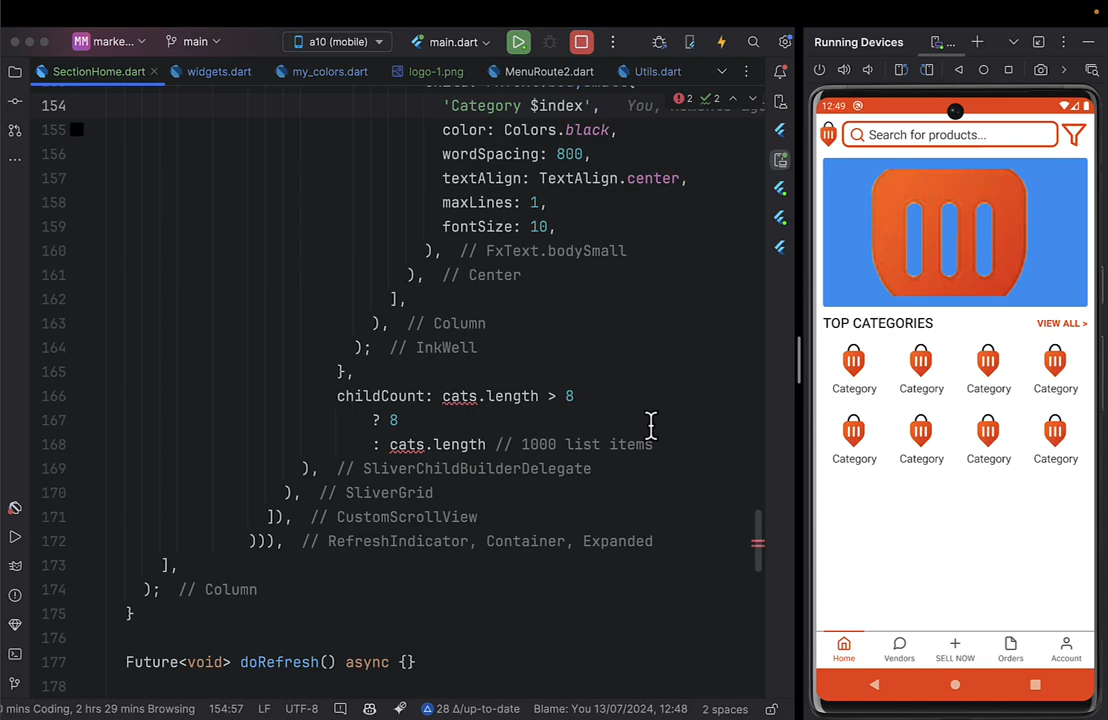 MM marke...
main
a10 (mobile)
main.dart
Running Devices
...
SectionHome.dart
widgets.dart
my_colors.dart
logo-1.png
MenuRoute2.dart
Utils.dart
2 2
154 'Category $index',
155 color: Colors.black,
156 wordSpacing: 800,
157 textAlign: TextAlign.center,
158 maxLines: 1,
159 fontSize: 10,
160 ), // FxText.bodySmall
161 ), // Center
162 ],
163 ), // Column
164 ); // InkWell
165 },
166 childCount: cats.length > 8
167 ? 8
168 : cats.length // 1000 list items
169 ), // SliverChildBuilderDelegate
170 ), // SliverGrid
171 ]), // CustomScrollView
172 ))), // RefreshIndicator, Container, Expanded
173 ],
174 ); // Column
175 }
176
177 Future<void> doRefresh() async {}
178
0 mins Coding, 2 hrs 29 mins Browsing 154:57 LF UTF-8 28 Δ/up-to-date Blame: You 13/07/2024, 12:48 2 spaces
12:49
Search for products...
TOP CATEGORIES VIEW ALL >
Category Category Category Category
Category Category Category Category
Home Vendors SELL NOW Orders Account